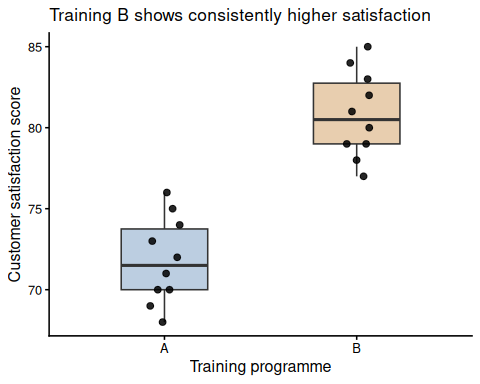 Training B shows consistently higher satisfaction
Customer satisfaction score
85
80
75
70
A
B
Training programme